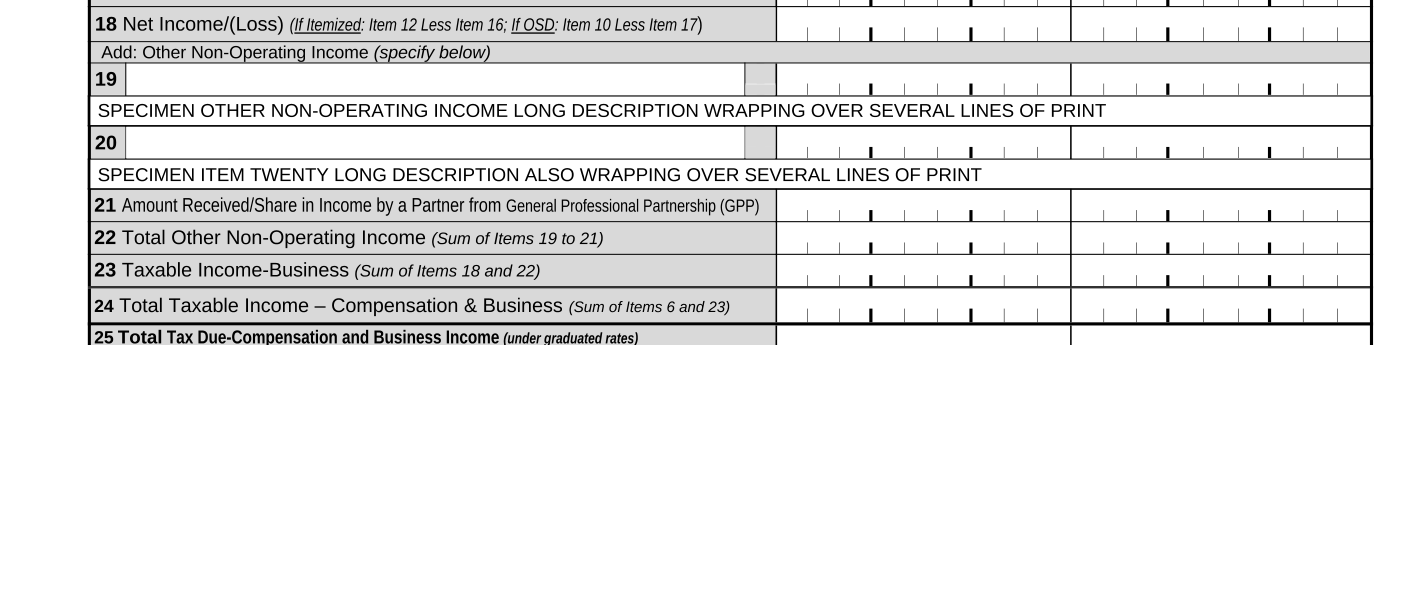 18 Net Income/(Loss) (If Itemized: Item 12 Less Item 16; If OSD: Item 10 Less Item 17)
Add: Other Non-Operating Income (specify below)
19
SPECIMEN OTHER NON-OPERATING INCOME LONG DESCRIPTION WRAPPING OVER SEVERAL LINES OF PRINT
20
SPECIMEN ITEM TWENTY LONG DESCRIPTION ALSO WRAPPING OVER SEVERAL LINES OF PRINT
21 Amount Received/Share in Income by a Partner from General Professional Partnership (GPP)
22 Total Other Non-Operating Income (Sum of Items 19 to 21)
23 Taxable Income-Business (Sum of Items 18 and 22)
24 Total Taxable Income – Compensation & Business (Sum of Items 6 and 23)
25 Total Tax Due-Compensation and Business Income (under graduated rates)